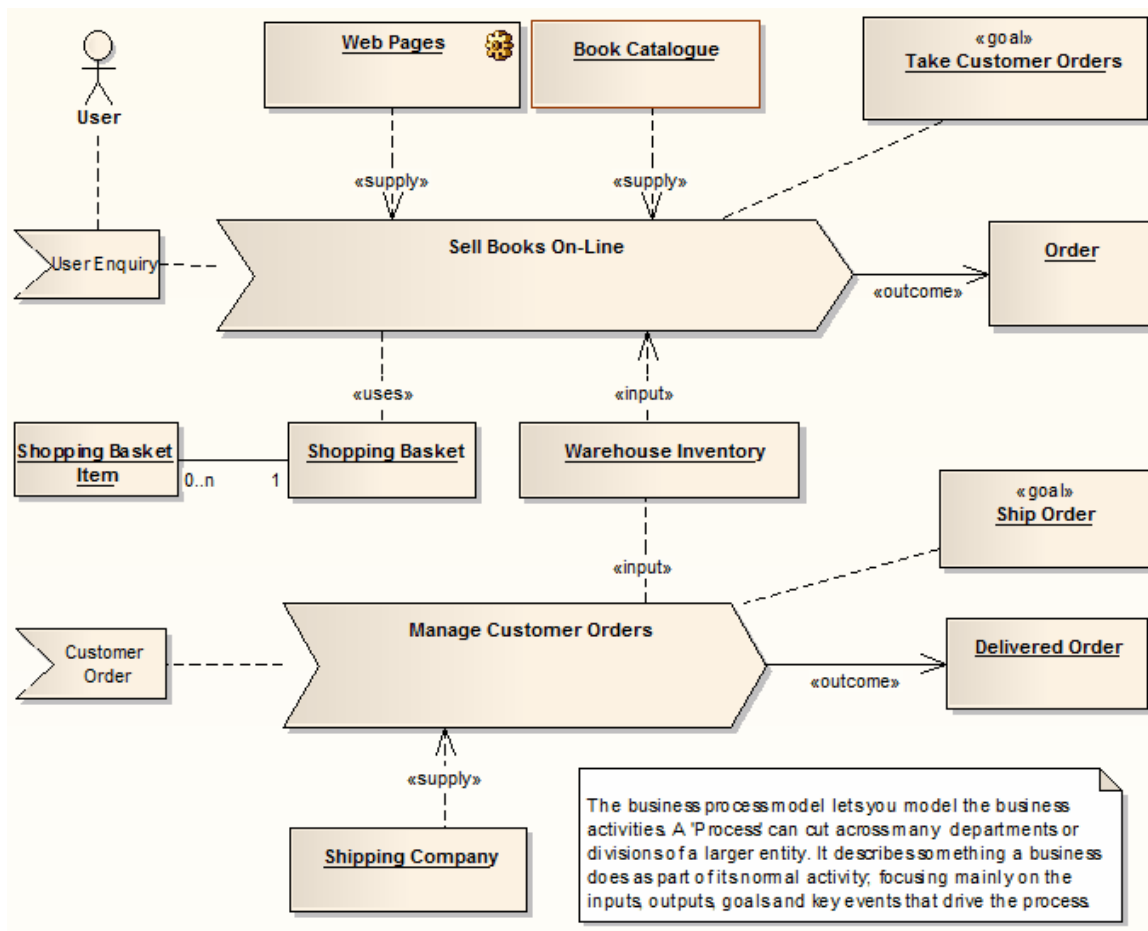 Web Pages
Book Catalogue
«goal»
Take Customer Orders
User
«supply»
«supply»
Sell Books On-Line
User Enquiry
Order
«outcome»
«uses»
«input»
Shopping Basket
Item
0..n
1
Shopping Basket
Warehouse Inventory
«goal»
Ship Order
«input»
Manage Customer Orders
Customer
Order
Delivered Order
«outcome»
«supply»
Shipping Company
The business process model lets you model the business
activities. A 'Process' can cut across many departments or
divisions of a larger entity. It describes something a business
does as part of its normal activity; focusing mainly on the
inputs, outputs, goals and key events that drive the process.